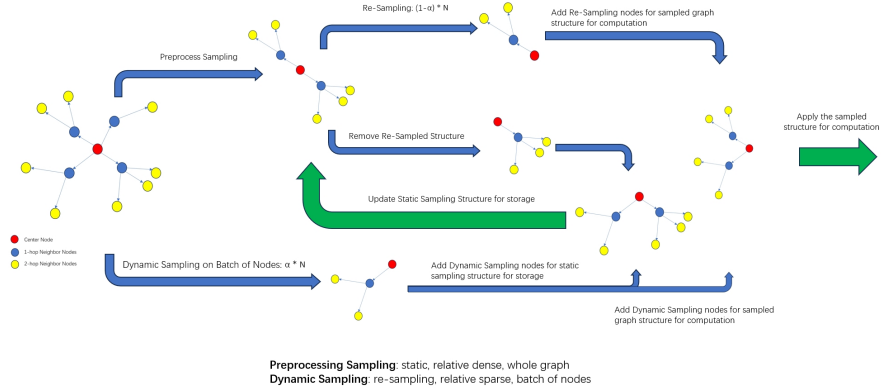 Re-Sampling: (1-α) * N
Add Re-Sampling nodes for sampled graph
structure for computation
Preprocess Sampling
Apply the sampled
structure for computation
Remove Re-Sampled Structure
Update Static Sampling Structure for storage
Center Node
1-hop Neighbor Nodes
2-hop Neighbor Nodes
Dynamic Sampling on Batch of Nodes: α * N
Add Dynamic Sampling nodes for static
sampling structure for storage
Add Dynamic Sampling nodes for sampled
graph structure for computation
Preprocessing Sampling: static, relative dense, whole graph
Dynamic Sampling: re-sampling, relative sparse, batch of nodes